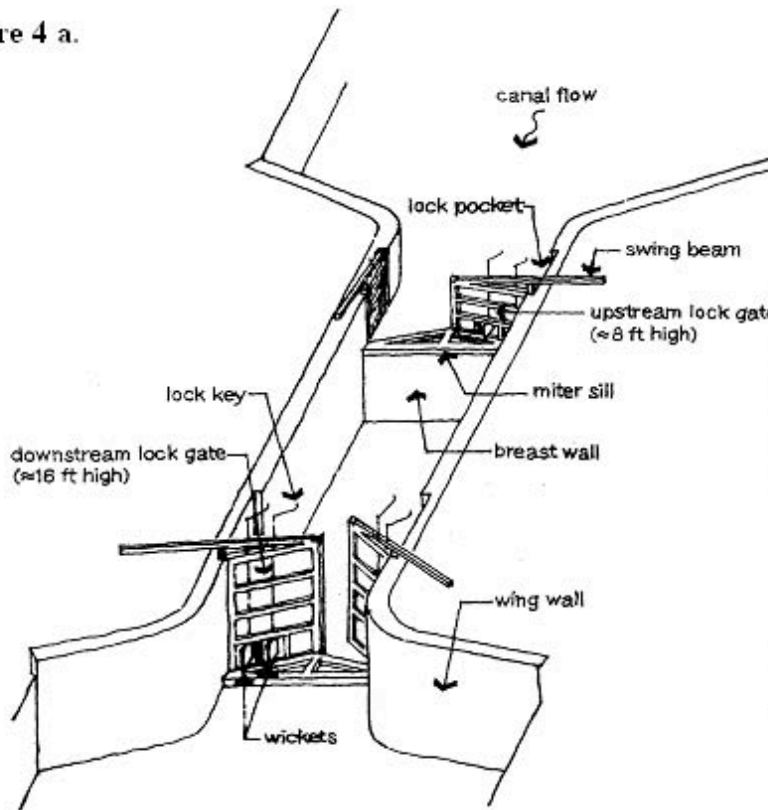 re 4 a.
canal flow
lock pocket
swing beam
upstream lock gate
(≈8 ft high)
miter sill
lock key
breast wall
downstream lock gate
(≈16 ft high)
wing wall
wickets